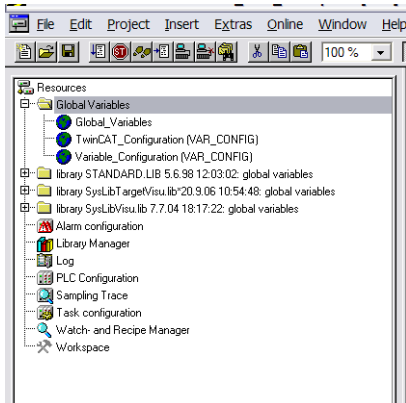 File Edit Project Insert Extras Online Window Help
100 %
Resources
Global Variables
Global_Variables
TwinCAT_Configuration (VAR_CONFIG)
Variable_Configuration (VAR_CONFIG)
library STANDARD.LIB 5.6.98 12:03:02: global variables
library SysLibTargetVisu.lib*20.9.06 10:54:48: global variables
library SysLibVisu.lib 7.7.04 18:17:22: global variables
Alarm configuration
Library Manager
Log
PLC Configuration
Sampling Trace
Task configuration
Watch- and Recipe Manager
Workspace